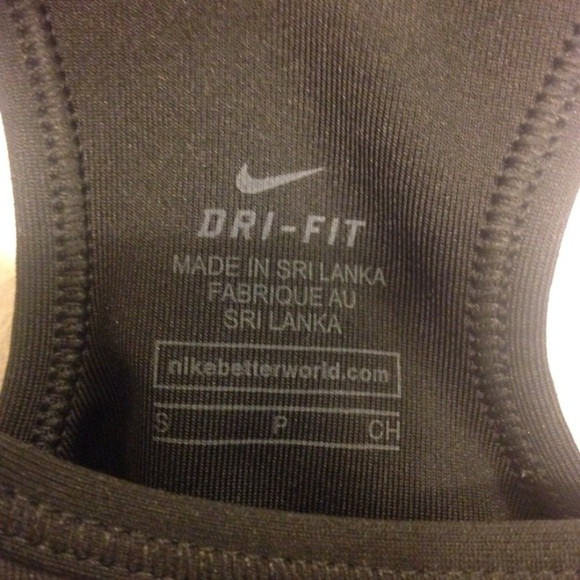 DRI-FIT
MADE IN SRI LANKA
FABRIQUE AU
SRI LANKA
nikebetterworld.com
S P CH